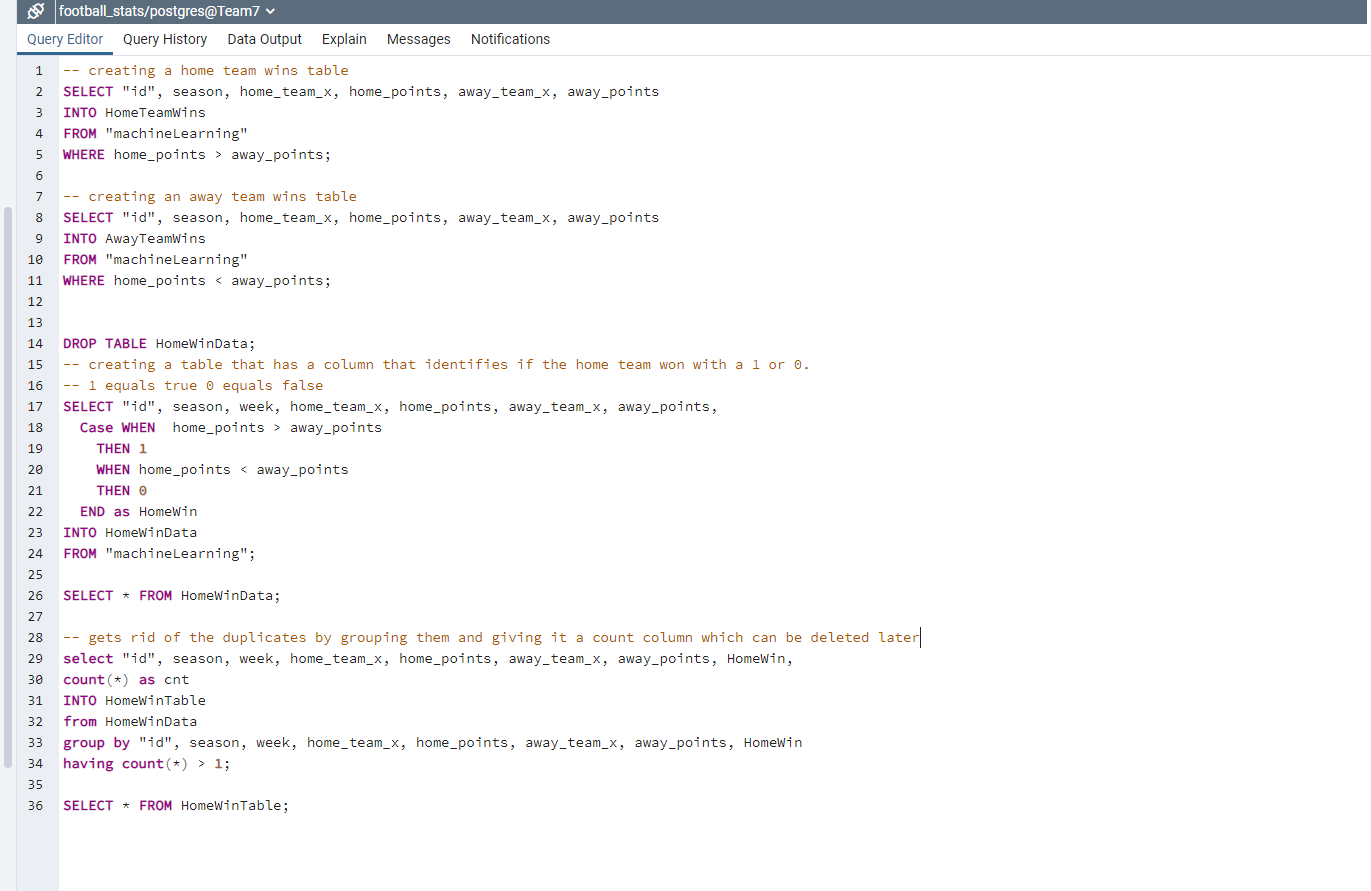 football_stats/postgres@Team7
Query Editor Query History Data Output Explain Messages Notifications
1 -- creating a home team wins table
2 SELECT "id", season, home_team_x, home_points, away_team_x, away_points
3 INTO HomeTeamWins
4 FROM "machineLearning"
5 WHERE home_points > away_points;
6
7 -- creating an away team wins table
8 SELECT "id", season, home_team_x, home_points, away_team_x, away_points
9 INTO AwayTeamWins
10 FROM "machineLearning"
11 WHERE home_points < away_points;
12
13
14 DROP TABLE HomeWinData;
15 -- creating a table that has a column that identifies if the home team won with a 1 or 0.
16 -- 1 equals true 0 equals false
17 SELECT "id", season, week, home_team_x, home_points, away_team_x, away_points,
18 Case WHEN  home_points > away_points
19 THEN 1
20 WHEN home_points < away_points
21 THEN 0
22 END as HomeWin
23 INTO HomeWinData
24 FROM "machineLearning";
25
26 SELECT * FROM HomeWinData;
27
28 -- gets rid of the duplicates by grouping them and giving it a count column which can be deleted later
29 select "id", season, week, home_team_x, home_points, away_team_x, away_points, HomeWin,
30 count(*) as cnt
31 INTO HomeWinTable
32 from HomeWinData
33 group by "id", season, week, home_team_x, home_points, away_team_x, away_points, HomeWin
34 having count(*) > 1;
35
36 SELECT * FROM HomeWinTable;